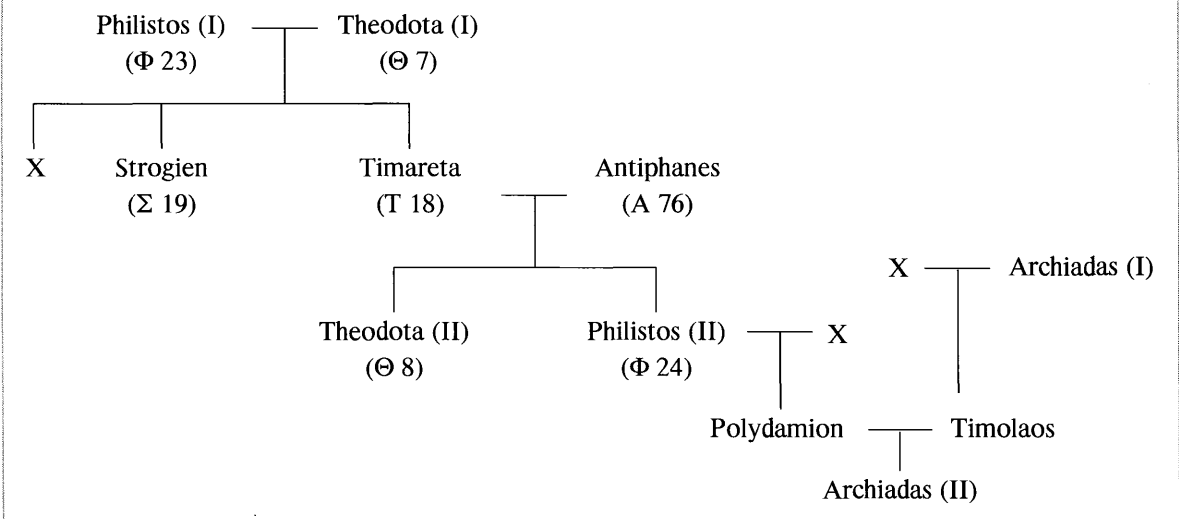 Philistos (I) Theodota (I)
(Φ 23) (Θ 7)
X Strogien Timareta Antiphanes
(Σ 19) (T 18) (A 76)
X Archiadas (I)
Theodota (II) Philistos (II) X
(Θ 8) (Φ 24)
Polydamion Timolaos
Archiadas (II)